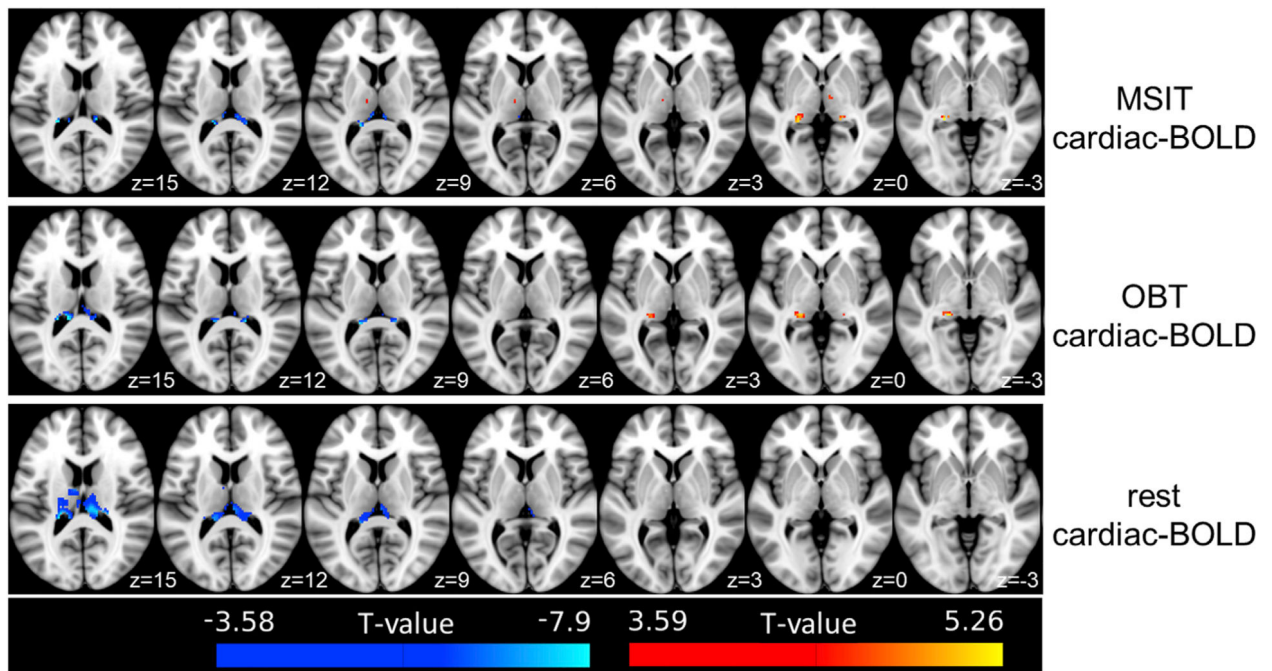 MSIT
cardiac-BOLD
z=15 z=12 z=9 z=6 z=3 z=0 z=-3
OBT
cardiac-BOLD
z=15 z=12 z=9 z=6 z=3 z=0 z=-3
rest
cardiac-BOLD
z=15 z=12 z=9 z=6 z=3 z=0 z=-3
-3.58 T-value -7.9 3.59 T-value 5.26